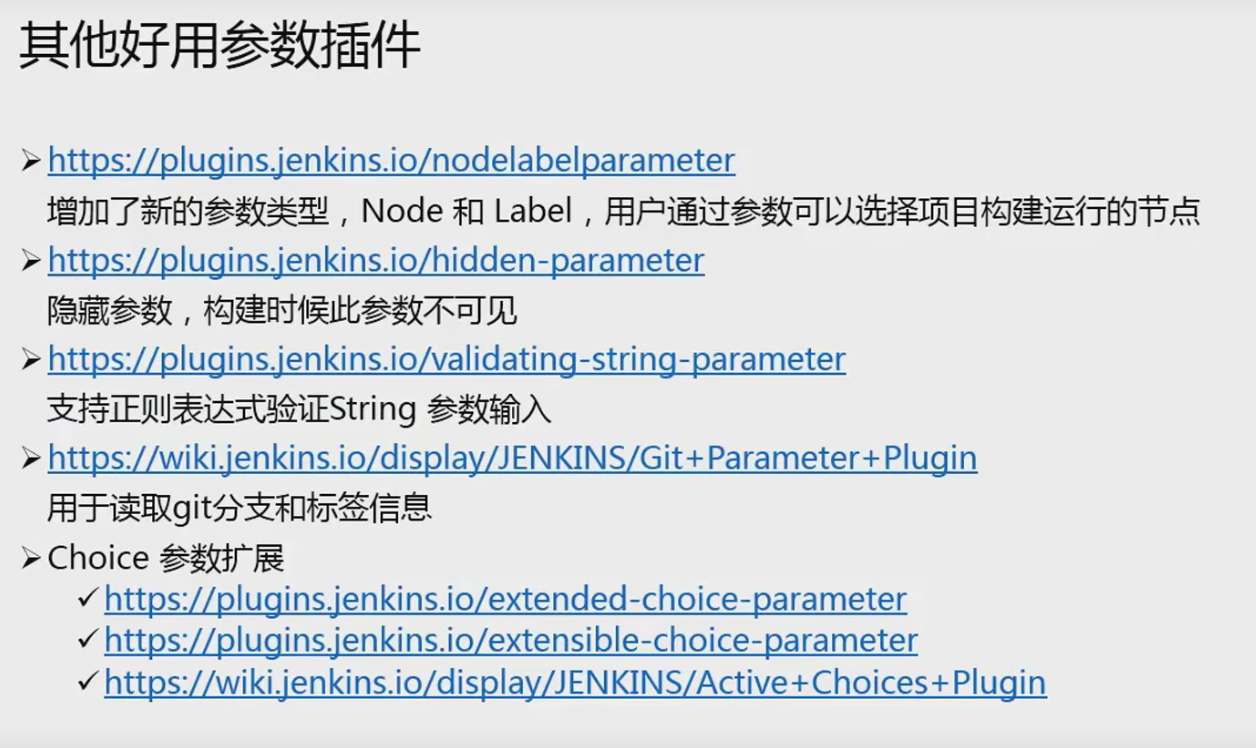 其他好用参数插件
➢https://plugins.jenkins.io/nodelabelparameter
增加了新的参数类型，Node 和 Label，用户通过参数可以选择项目构建运行的节点
➢https://plugins.jenkins.io/hidden-parameter
隐藏参数，构建时候此参数不可见
➢https://plugins.jenkins.io/validating-string-parameter
支持正则表达式验证String 参数输入
➢https://wiki.jenkins.io/display/JENKINS/Git+Parameter+Plugin
用于读取git分支和标签信息
➢Choice 参数扩展
✓https://plugins.jenkins.io/extended-choice-parameter
✓https://plugins.jenkins.io/extensible-choice-parameter
✓https://wiki.jenkins.io/display/JENKINS/Active+Choices+Plugin